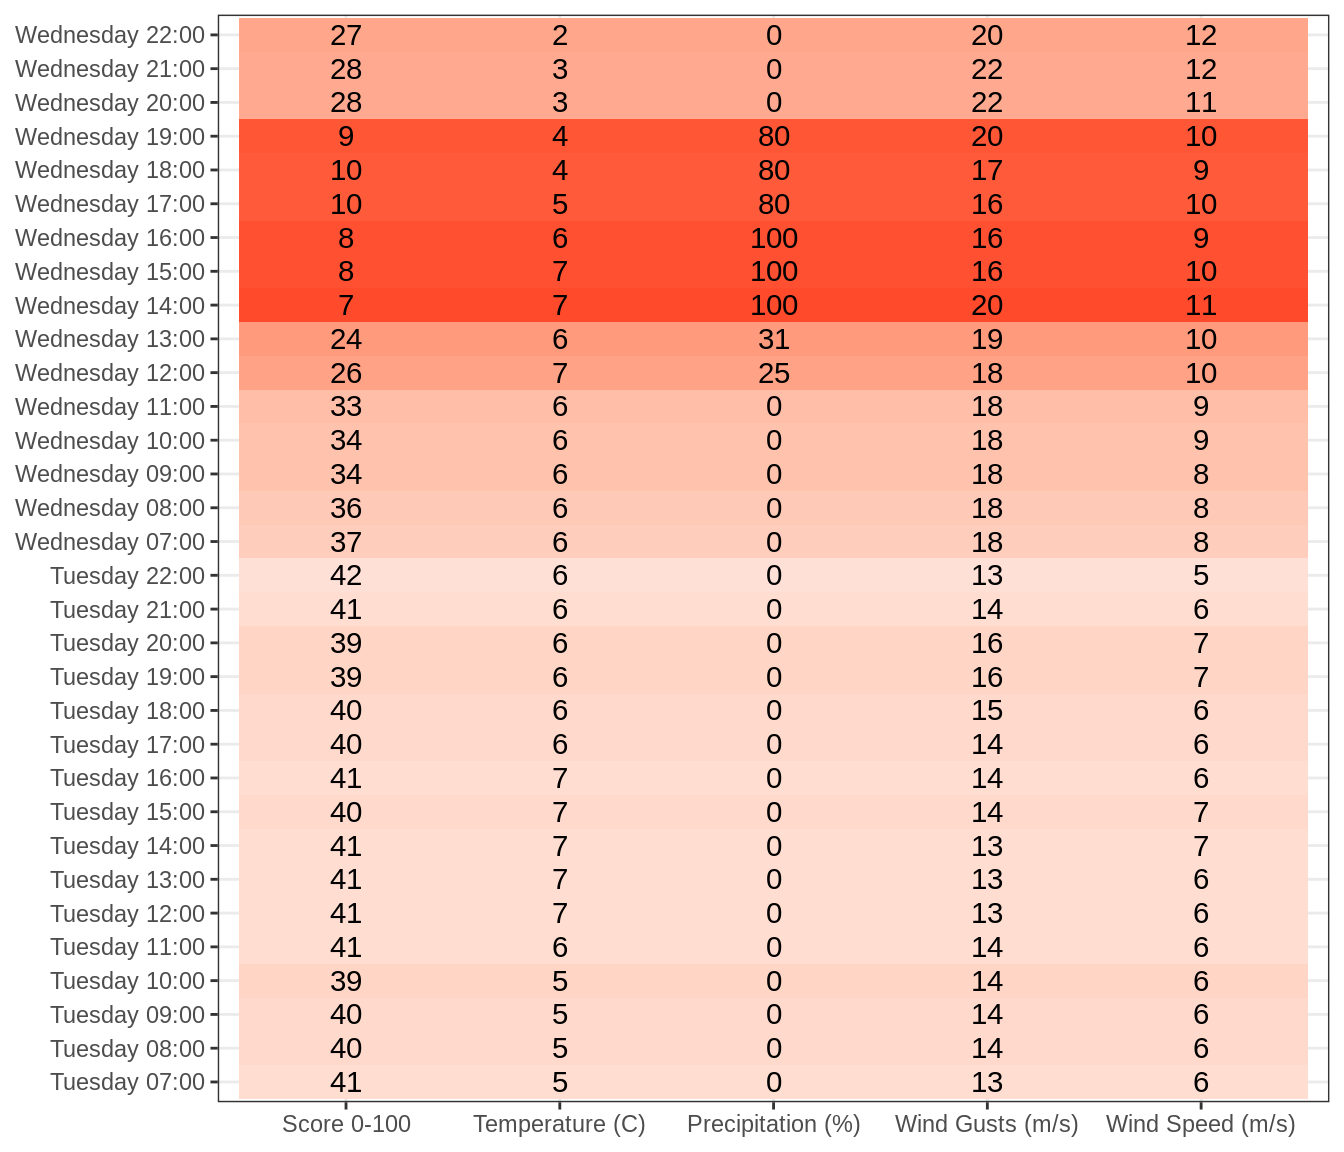 Wednesday 22:00 27 2 0 20 12
Wednesday 21:00 28 3 0 22 12
Wednesday 20:00 28 3 0 22 11
Wednesday 19:00 9 4 80 20 10
Wednesday 18:00 10 4 80 17 9
Wednesday 17:00 10 5 80 16 10
Wednesday 16:00 8 6 100 16 9
Wednesday 15:00 8 7 100 16 10
Wednesday 14:00 7 7 100 20 11
Wednesday 13:00 24 6 31 19 10
Wednesday 12:00 26 7 25 18 10
Wednesday 11:00 33 6 0 18 9
Wednesday 10:00 34 6 0 18 9
Wednesday 09:00 34 6 0 18 8
Wednesday 08:00 36 6 0 18 8
Wednesday 07:00 37 6 0 18 8
Tuesday 22:00 42 6 0 13 5
Tuesday 21:00 41 6 0 14 6
Tuesday 20:00 39 6 0 16 7
Tuesday 19:00 39 6 0 16 7
Tuesday 18:00 40 6 0 15 6
Tuesday 17:00 40 6 0 14 6
Tuesday 16:00 41 7 0 14 6
Tuesday 15:00 40 7 0 14 7
Tuesday 14:00 41 7 0 13 7
Tuesday 13:00 41 7 0 13 6
Tuesday 12:00 41 7 0 13 6
Tuesday 11:00 41 6 0 14 6
Tuesday 10:00 39 5 0 14 6
Tuesday 09:00 40 5 0 14 6
Tuesday 08:00 40 5 0 14 6
Tuesday 07:00 41 5 0 13 6
Score 0-100 Temperature (C) Precipitation (%) Wind Gusts (m/s) Wind Speed (m/s)